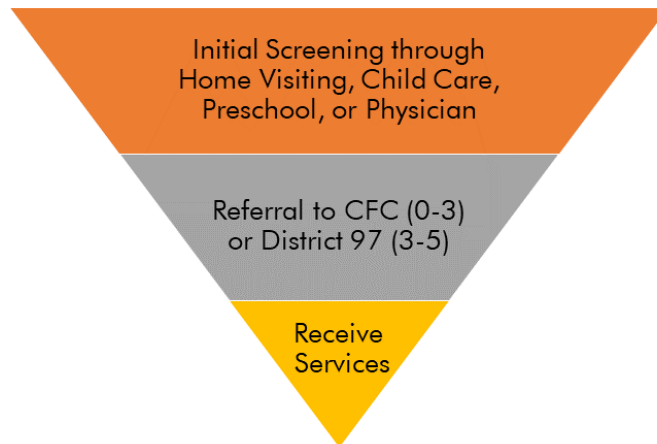 Initial Screening through
Home Visiting, Child Care,
Preschool, or Physician
Referral to CFC (0-3)
or District 97 (3-5)
Receive
Services